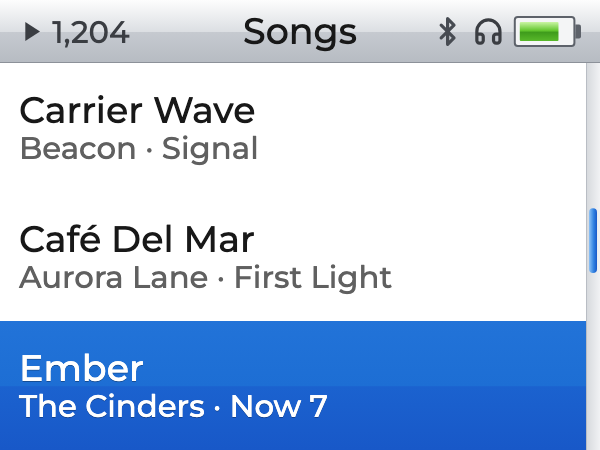 1,204
Songs
Carrier Wave
Beacon · Signal
Café Del Mar
Aurora Lane · First Light
Ember
The Cinders · Now 7